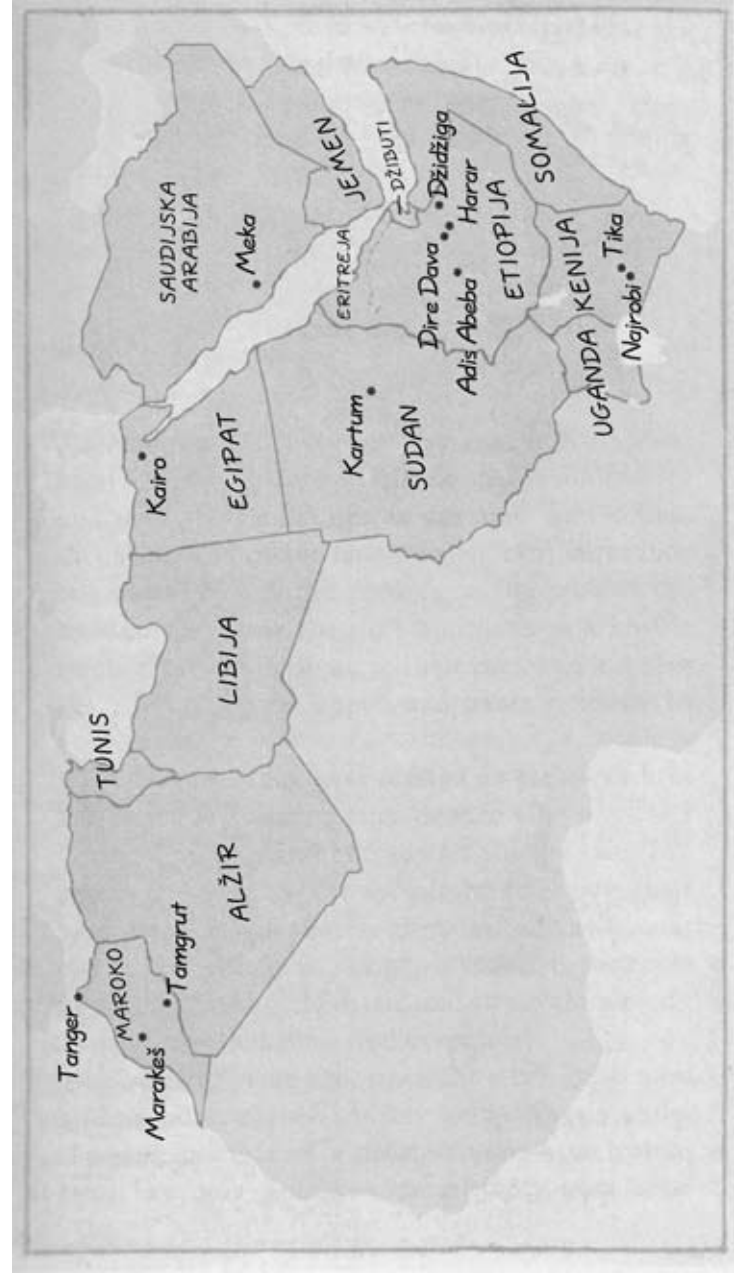 Tanger
MAROKO
Marakeš
Tamgrut
ALŽIR
TUNIS
LIBIJA
Kairo
EGIPAT
Kartum
SUDAN
SAUDIJSKA
ARABIJA
Meka
JEMEN
ERITREJA
DŽIBUTI
Dire Dava
Džidžiga
Harar
Adis Abeba
ETIOPIJA
SOMALIJA
UGANDA
KENIJA
Najrobi
Tika